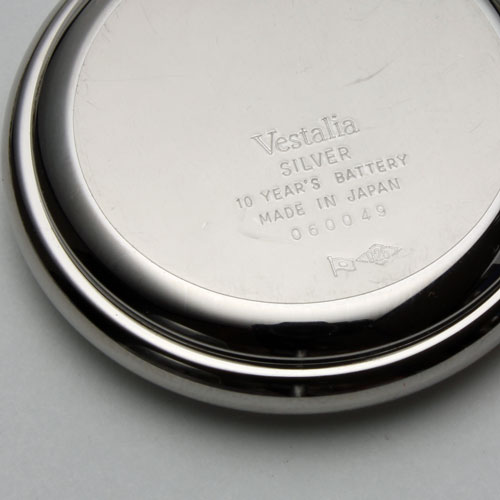 Vestalia
SILVER
10 YEAR'S BATTERY
MADE IN JAPAN
060049